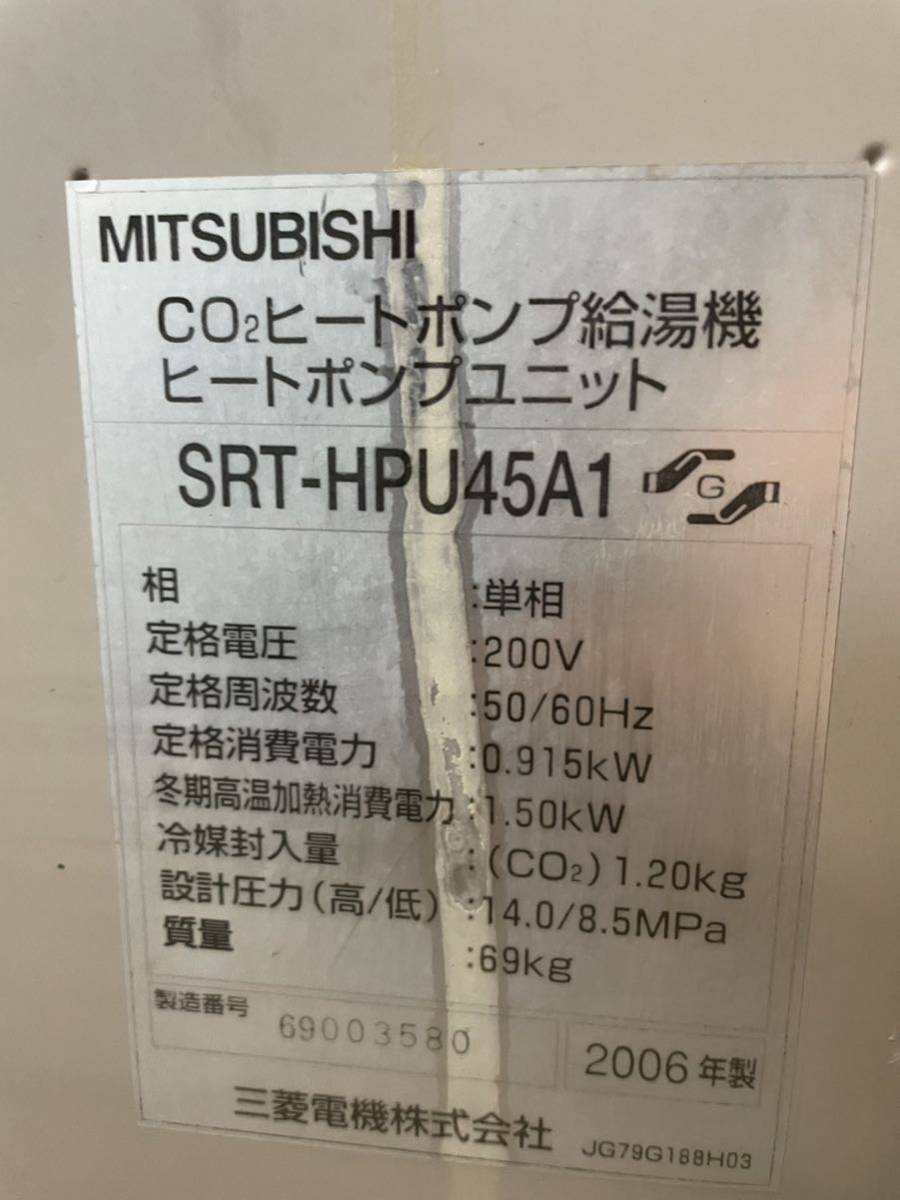 MITSUBISHI
CO₂ヒートポンプ給湯機
ヒートポンプユニット
SRT-HPU45A1 G
相 :単相
定格電圧 :200V
定格周波数 :50/60Hz
定格消費電力 :0.915kW
冬期高温加熱消費電力 :1.50kW
冷媒封入量 :(CO₂)1.20kg
設計圧力(高/低) :14.0/8.5MPa
質量 :69kg
製造番号 69003580
2006年製
三菱電機株式会社 JG79G188H03